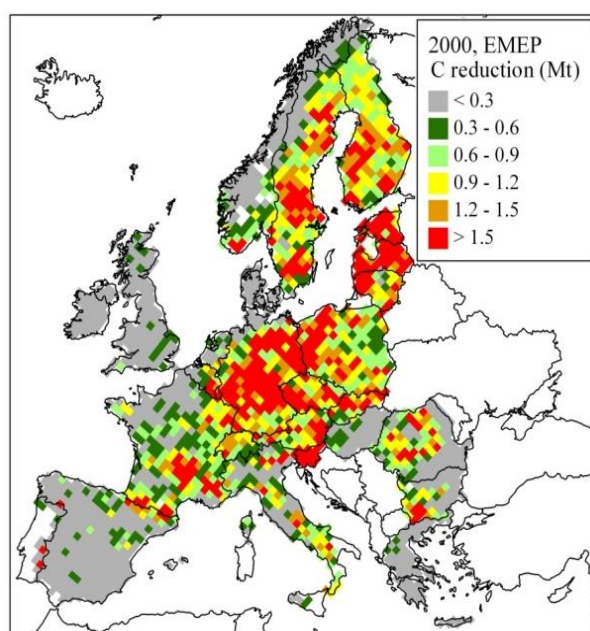 2000, EMEP
C reduction (Mt)
< 0.3
0.3 - 0.6
0.6 - 0.9
0.9 - 1.2
1.2 - 1.5
> 1.5